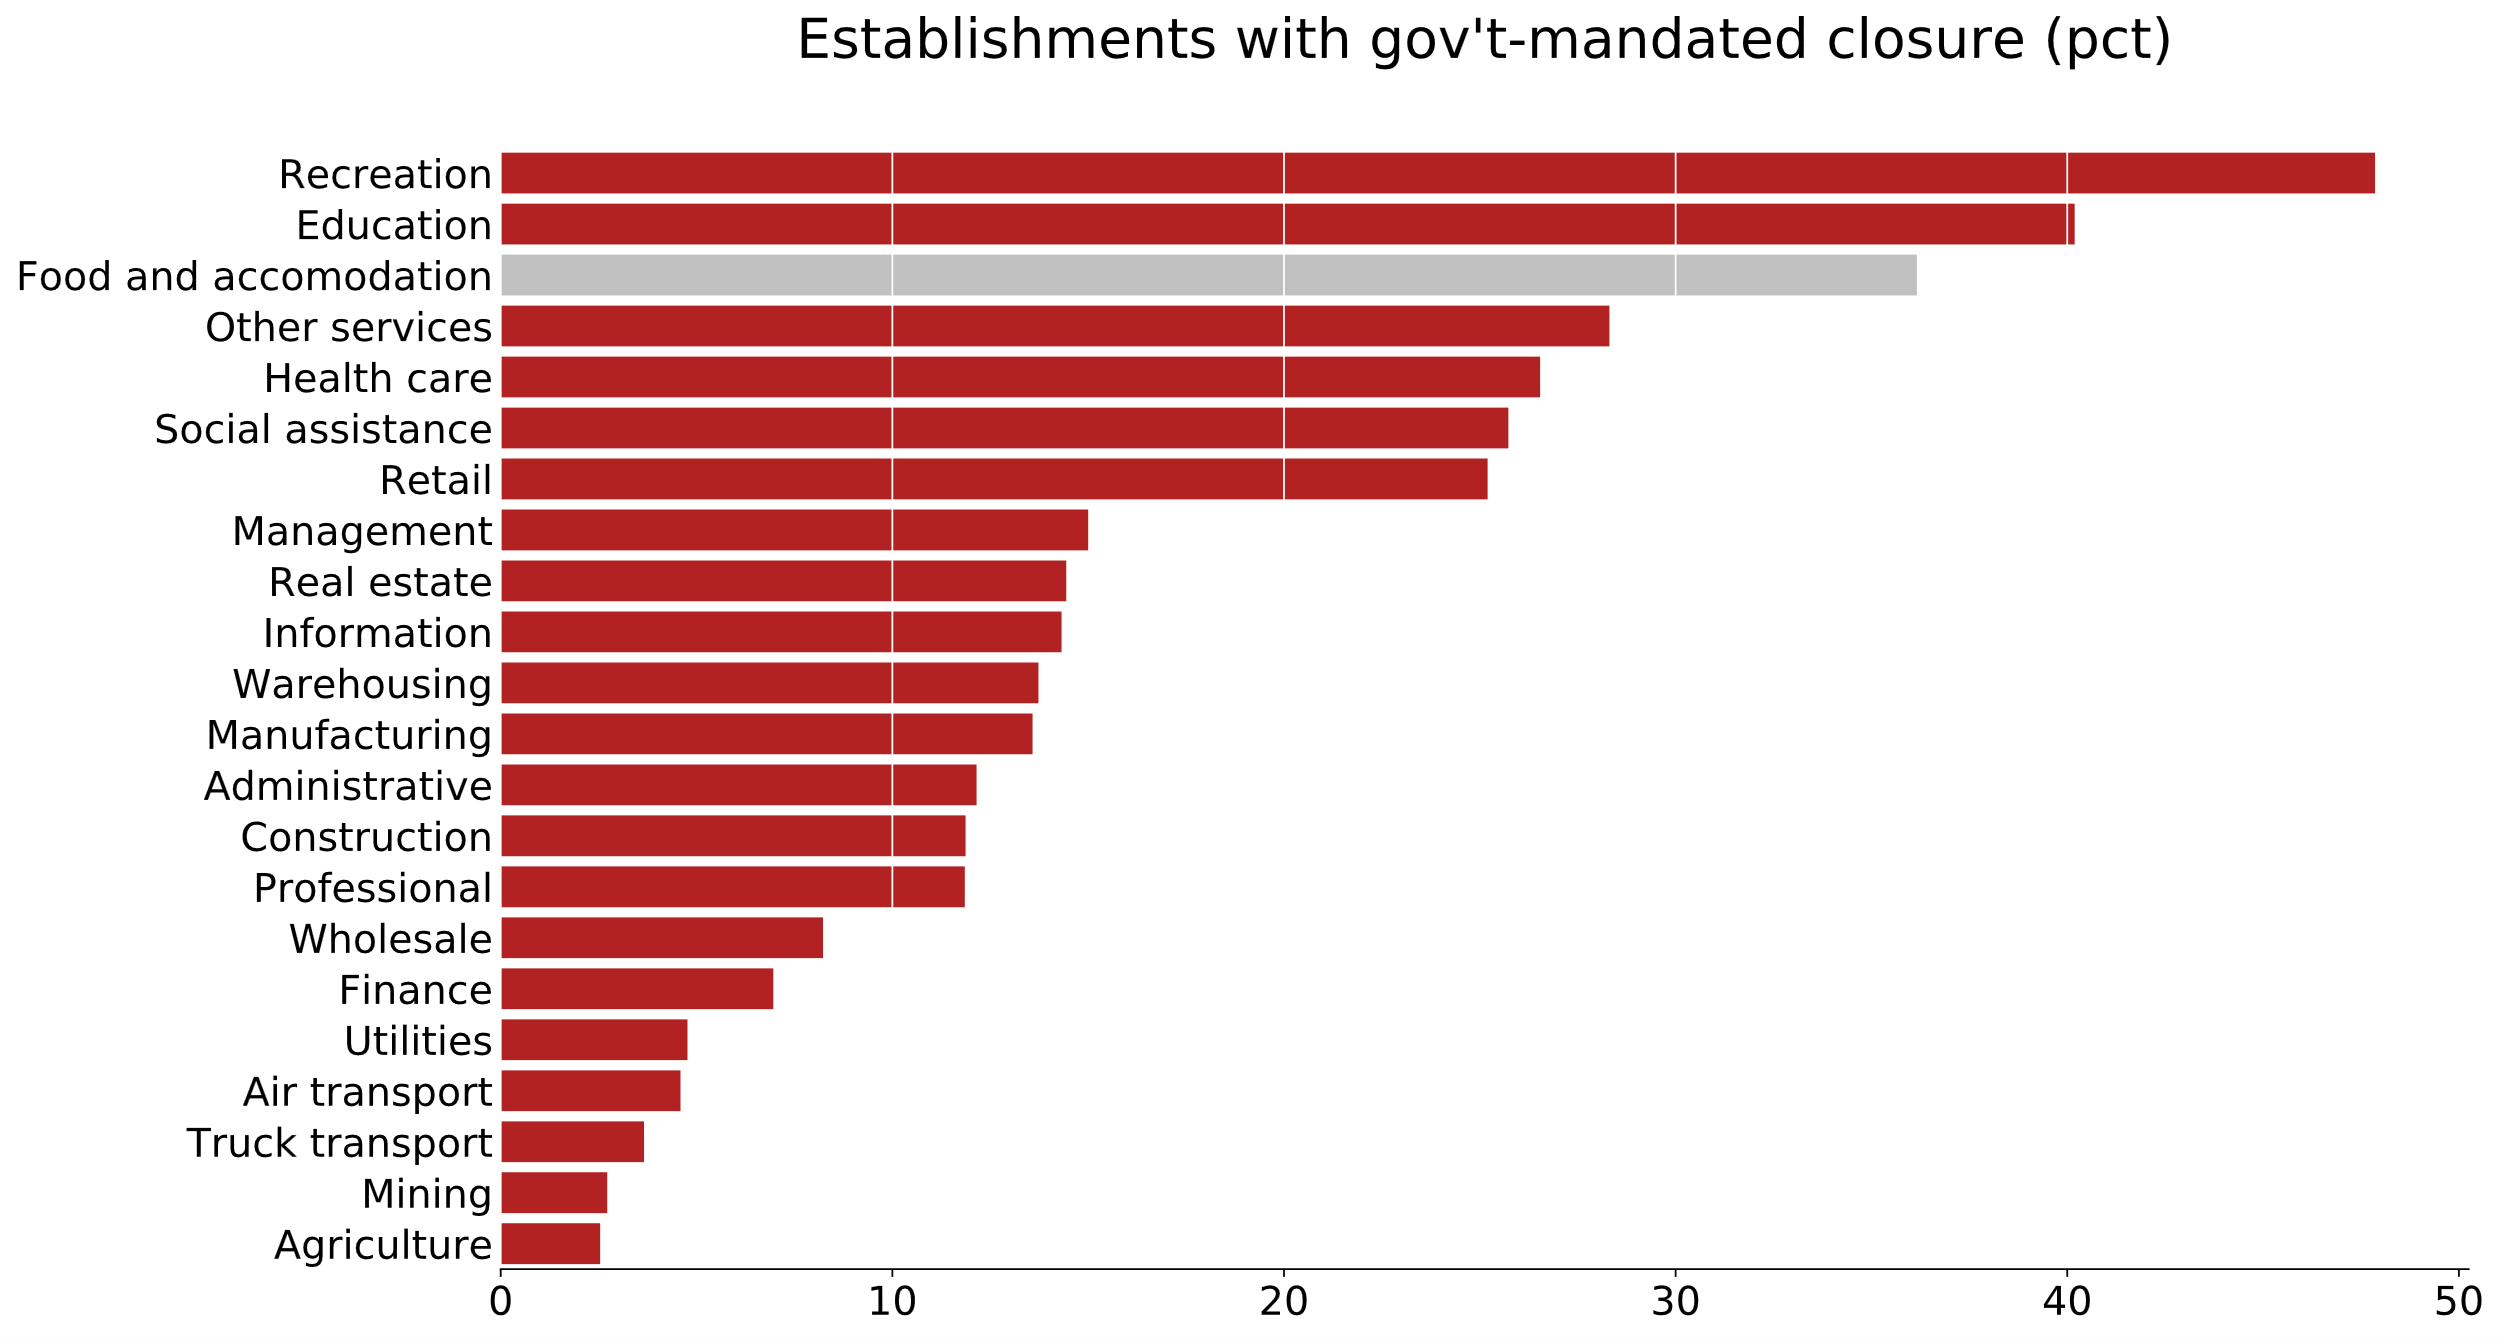 Establishments with gov't-mandated closure (pct)
Recreation
Education
Food and accomodation
Other services
Health care
Social assistance
Retail
Management
Real estate
Information
Warehousing
Manufacturing
Administrative
Construction
Professional
Wholesale
Finance
Utilities
Air transport
Truck transport
Mining
Agriculture
0 10 20 30 40 50